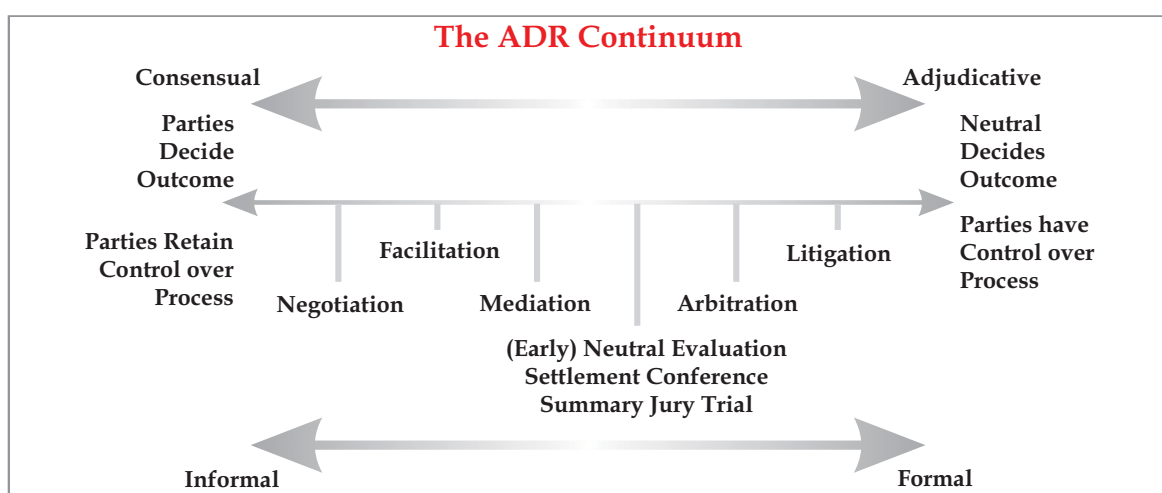 The ADR Continuum
Consensual
Adjudicative
Parties
Decide
Outcome
Neutral
Decides
Outcome
Parties Retain
Control over
Process
Parties have
Control over
Process
Negotiation
Facilitation
Mediation
(Early) Neutral Evaluation
Settlement Conference
Summary Jury Trial
Arbitration
Litigation
Informal
Formal